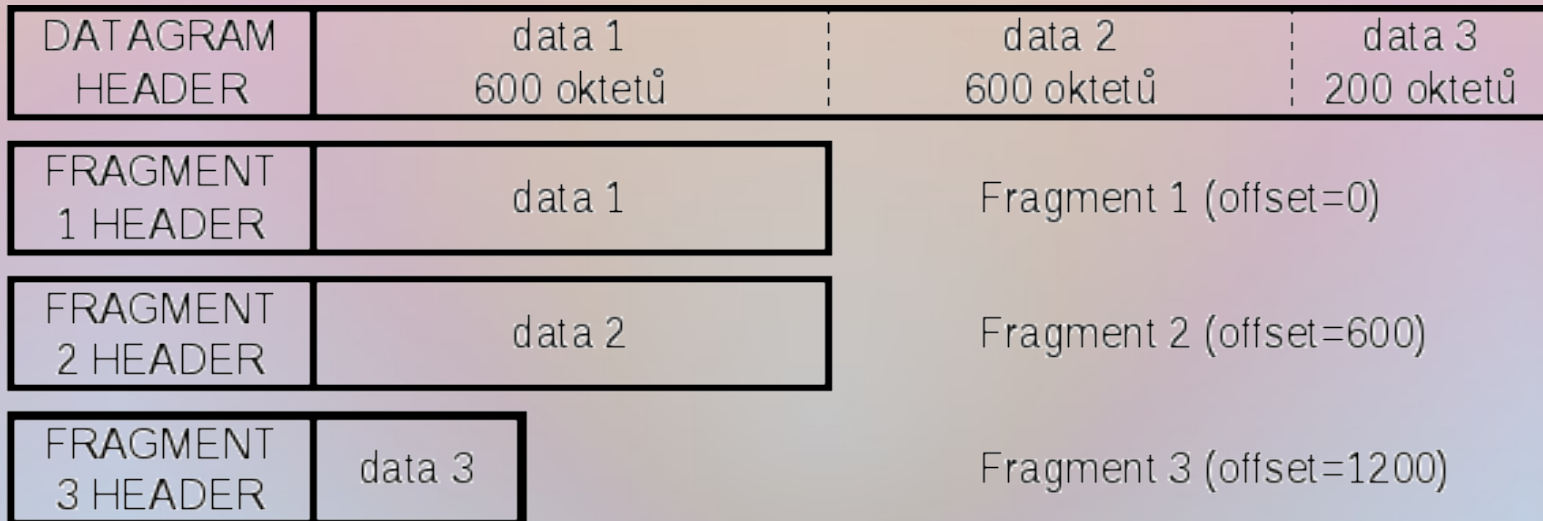 DATAGRAM
HEADER
data 1
600 oktetů
data 2
600 oktetů
data 3
200 oktetů
FRAGMENT
1 HEADER
data 1
Fragment 1 (offset=0)
FRAGMENT
2 HEADER
data 2
Fragment 2 (offset=600)
FRAGMENT
3 HEADER
data 3
Fragment 3 (offset=1200)